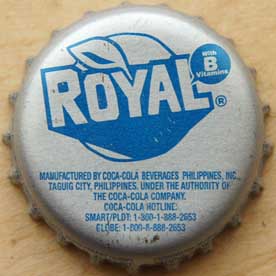 ROYAL®
With
B
Vitamins
MANUFACTURED BY COCA-COLA BEVERAGES PHILIPPINES, INC.,
TAGUIG CITY, PHILIPPINES. UNDER THE AUTHORITY OF
THE COCA-COLA COMPANY.
COCA-COLA HOTLINE:
SMART/PLDT: 1-800-1-888-2653
GLOBE: 1-800-8-888-2653